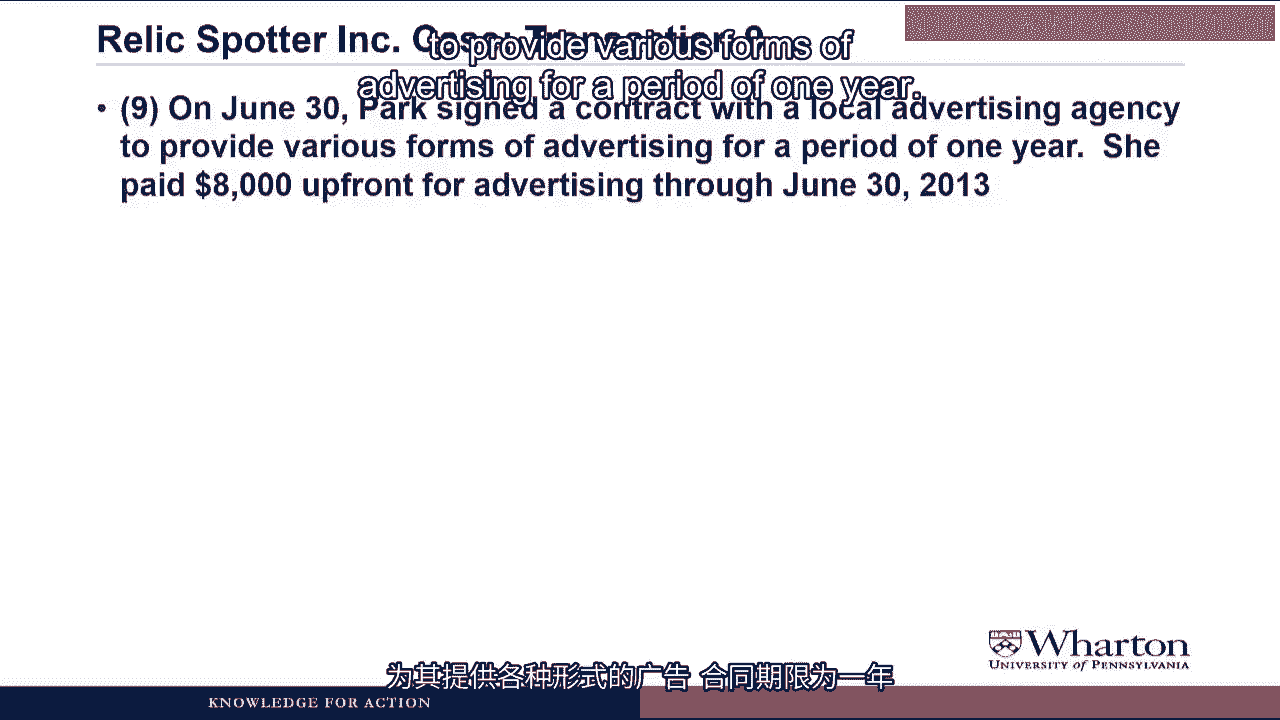 Relic Spotter Inc. Case: Transaction 9
to provide various forms of
advertising for a period of one year.
• (9) On June 30, Park signed a contract with a local advertising agency
to provide various forms of advertising for a period of one year. She
paid $8,000 upfront for advertising through June 30, 2013
Wharton
UNIVERSITY of PENNSYLVANIA
为其提供各种形式的广告 合同期限为一年
KNOWLEDGE FOR ACTION